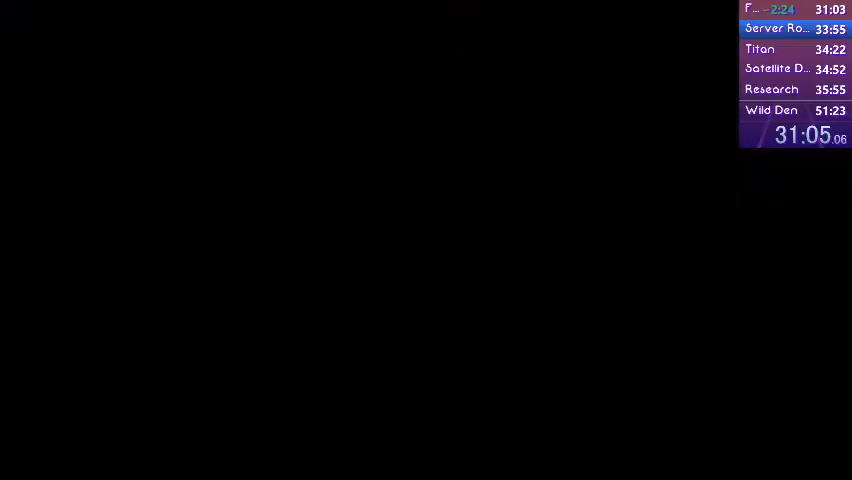 F... -2:24 31:03
Server Ro... 33:55
Titan 34:22
Satellite D... 34:52
Research 35:55
Wild Den 51:23
31:05.06